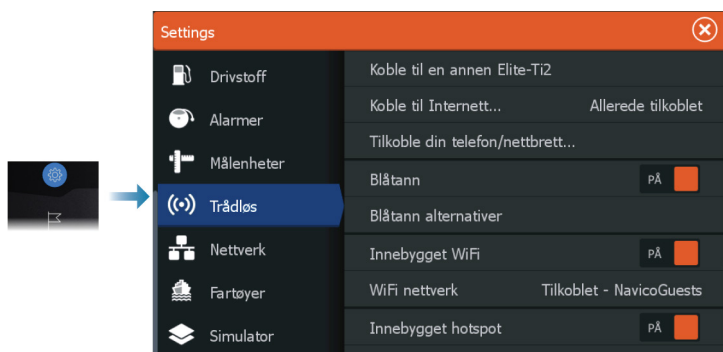 Settings
Drivstoff
Alarmer
Målenheter
Trådløs
Nettverk
Fartøyer
Simulator
Koble til en annen Elite-Ti2
Koble til Internett... Allerede tilkoblet
Tilkoble din telefon/nettbrett...
Blåtann PÅ
Blåtann alternativer
Innebygget WiFi PÅ
WiFi nettverk Tilkoblet - NavicoGuests
Innebygget hotspot PÅ